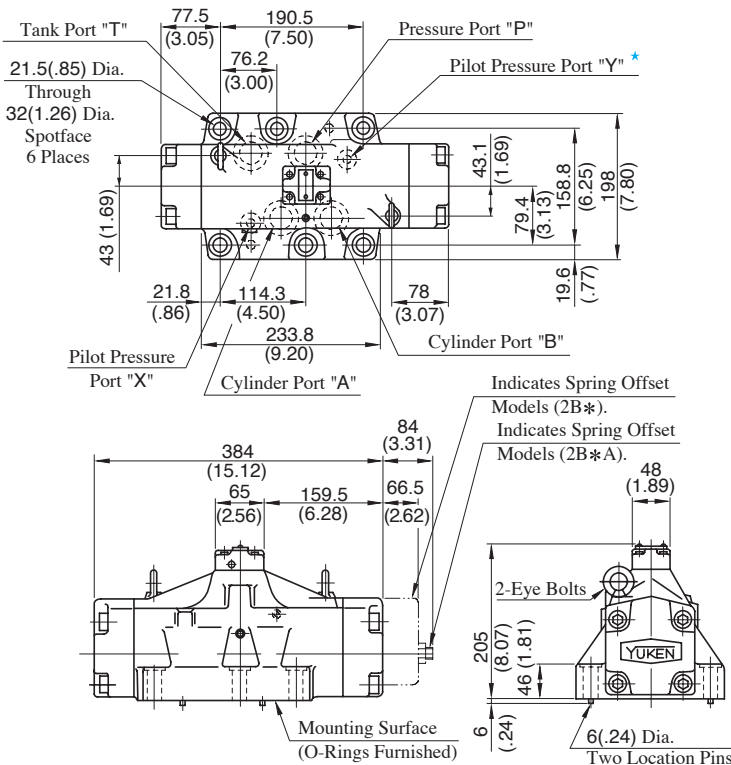 77.5
(3.05)
190.5
(7.50)
Tank Port "T"
Pressure Port "P"
76.2
(3.00)
Pilot Pressure Port "Y" ★
21.5(.85) Dia.
Through
32(1.26) Dia.
Spotface
6 Places
43.1
(1.69)
158.8
(6.25)
198
(7.80)
79.4
(3.13)
43 (1.69)
19.6
(.77)
21.8
(.86)
114.3
(4.50)
78
(3.07)
233.8
(9.20)
Pilot Pressure
Port "X"
Cylinder Port "A"
Cylinder Port "B"
Indicates Spring Offset
Models (2B*).
Indicates Spring Offset
Models (2B*A).
84
(3.31)
384
(15.12)
65
(2.56)
159.5
(6.28)
66.5
(2.62)
48
(1.89)
2-Eye Bolts
YUKEN
205
(8.07)
46 (1.81)
6
(.24)
Mounting Surface
(O-Rings Furnished)
6(.24) Dia.
Two Location Pins